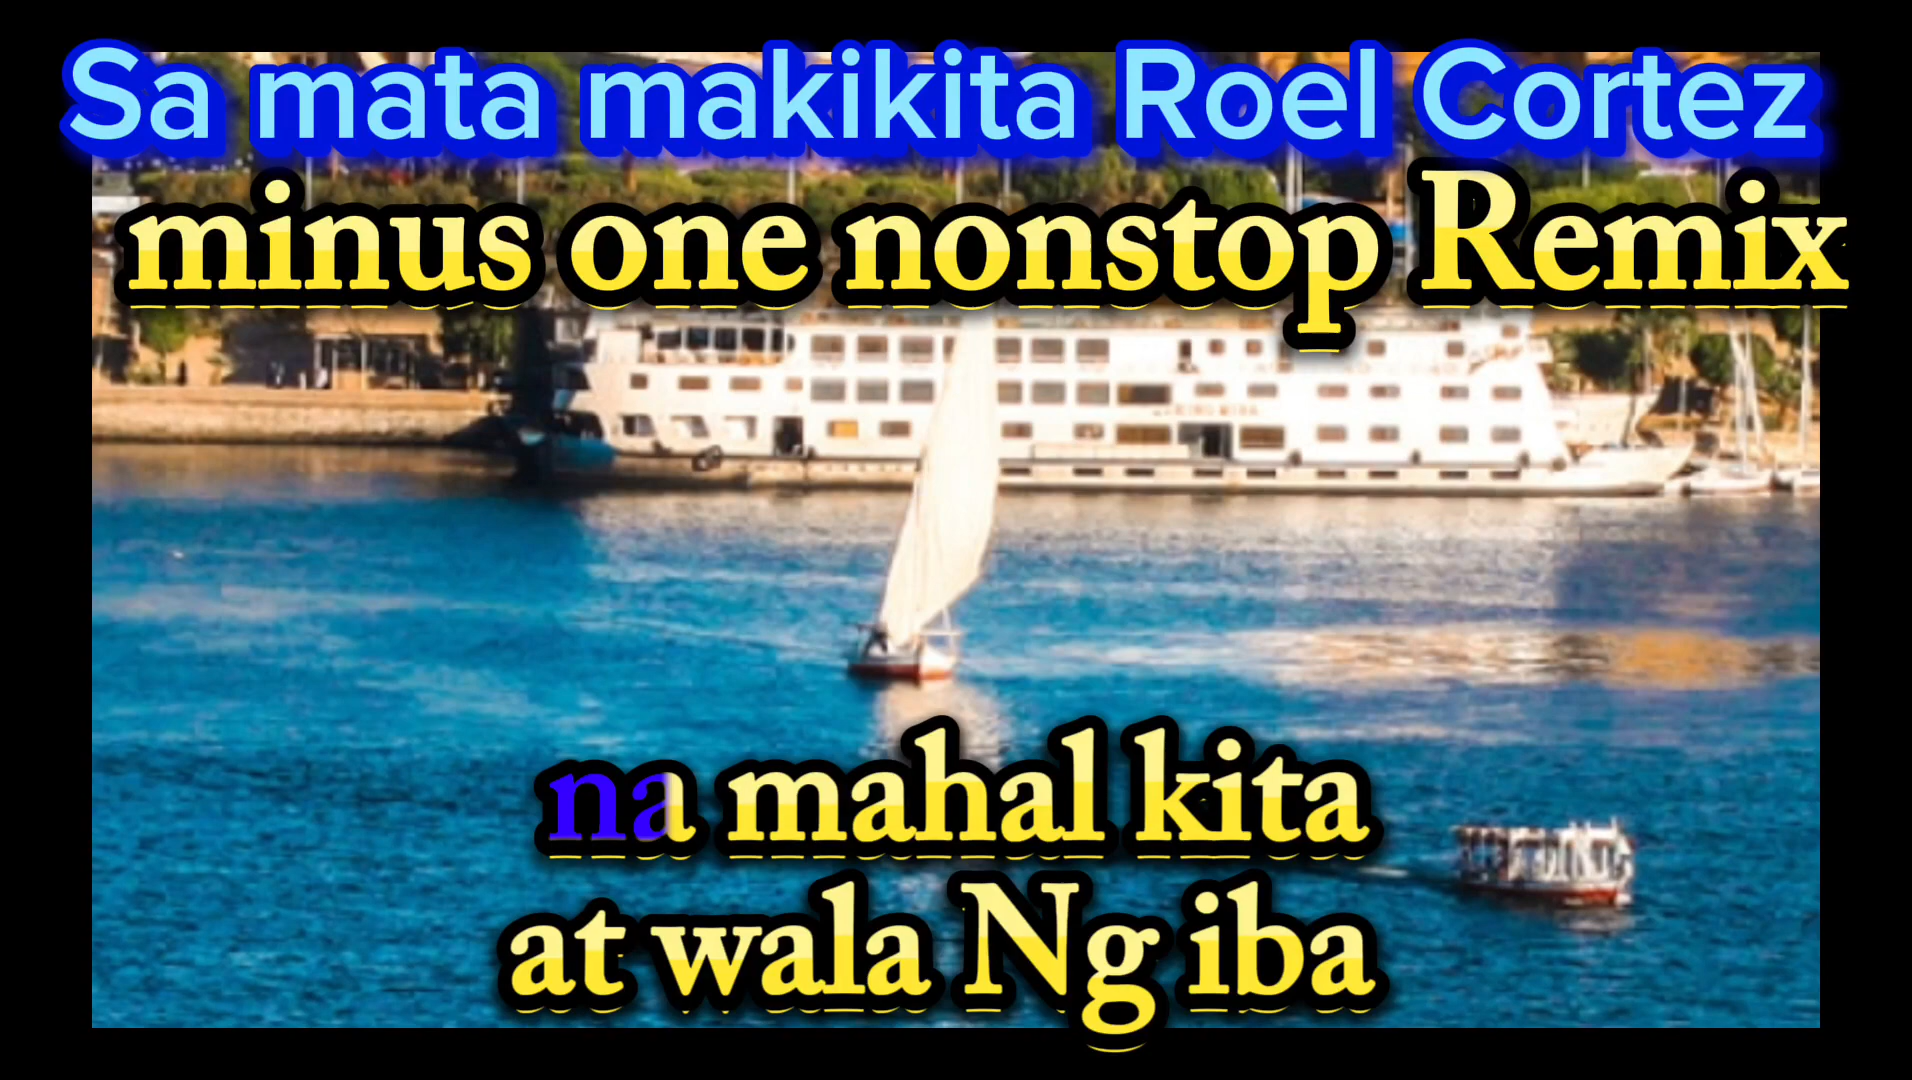 Sa mata makikita Roel Cortez
minus one nonstop Remix
na mahal kita
at wala Ng iba